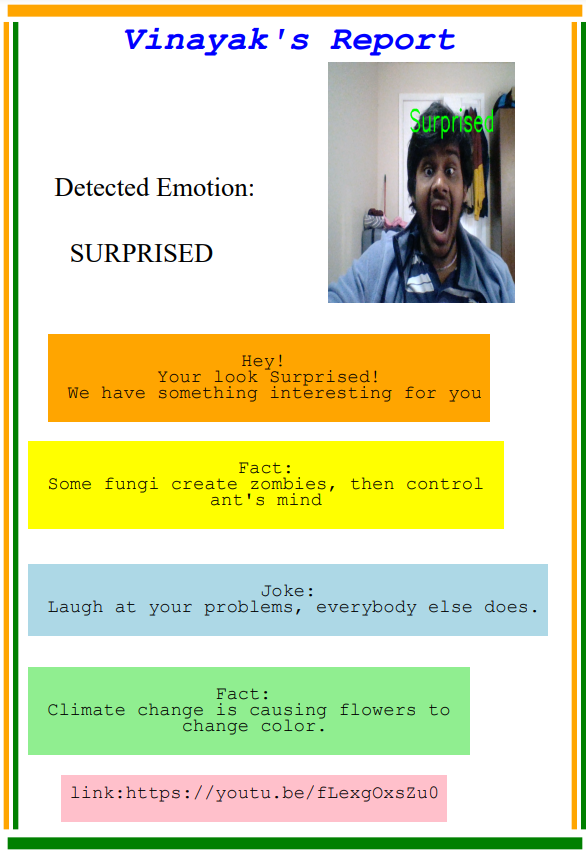 Vinayak's Report
Surprised
Detected Emotion:
SURPRISED
Hey!
Your look Surprised!
We have something interesting for you
Fact:
Some fungi create zombies, then control
ant's mind
Joke:
Laugh at your problems, everybody else does.
Fact:
Climate change is causing flowers to
change color.
link:https://youtu.be/fLexgOxsZu0